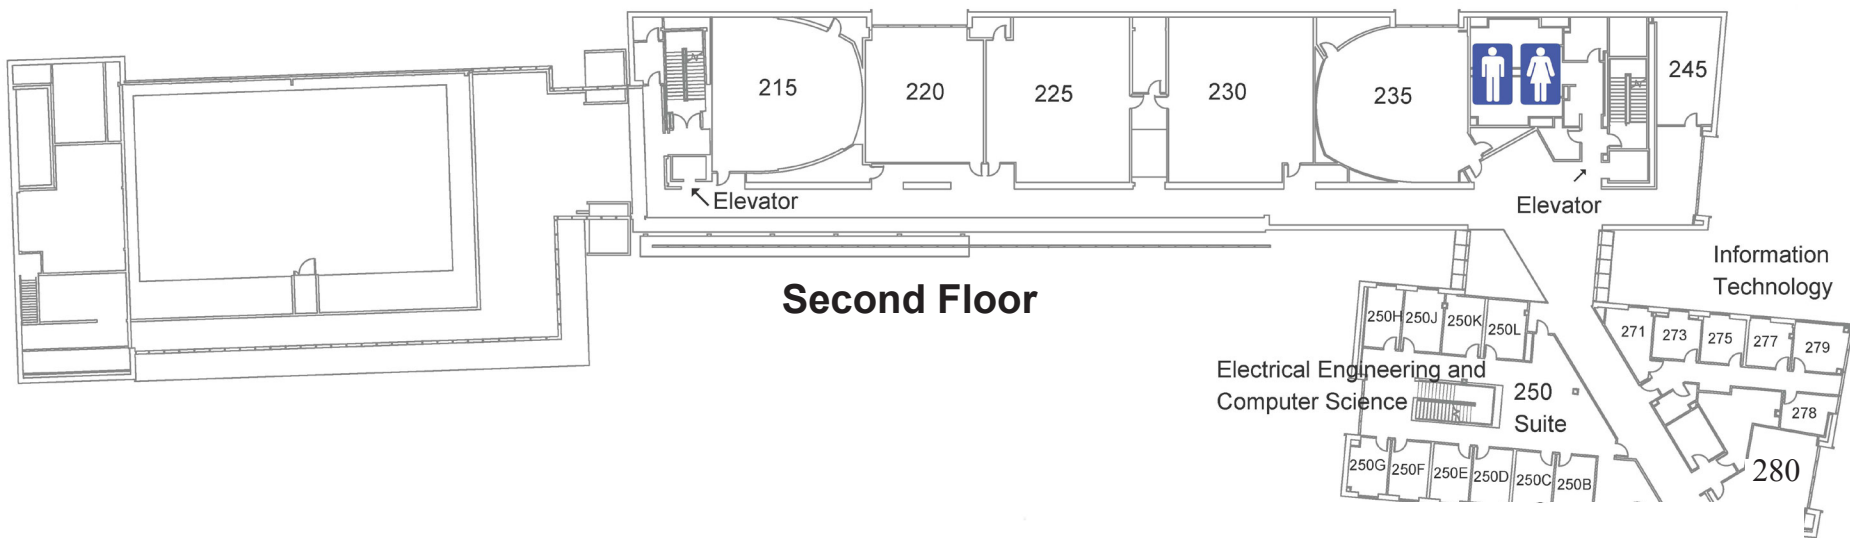 215
220
225
230
235
245
Elevator
Elevator
Second Floor
Information
Technology
250H
250J
250K
250L
271
273
275
277
279
Electrical Engineering and
Computer Science
250
Suite
278
250G
250F
250E
250D
250C
250B
280